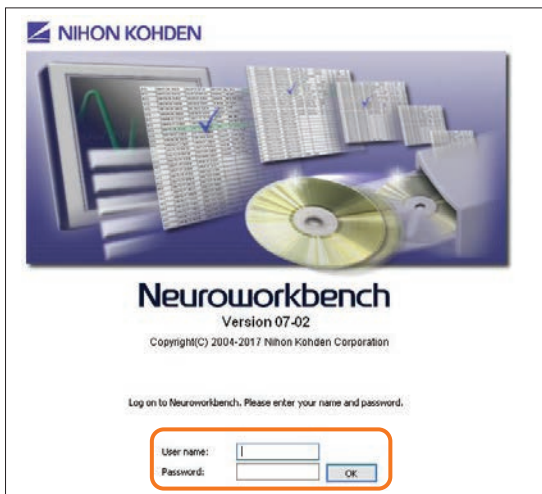 NIHON KOHDEN
Neuroworkbench
Version 07-02
Copyright(C) 2004-2017 Nihon Kohden Corporation
Log on to Neuroworkbench. Please enter your name and password.
User name:
Password:
OK